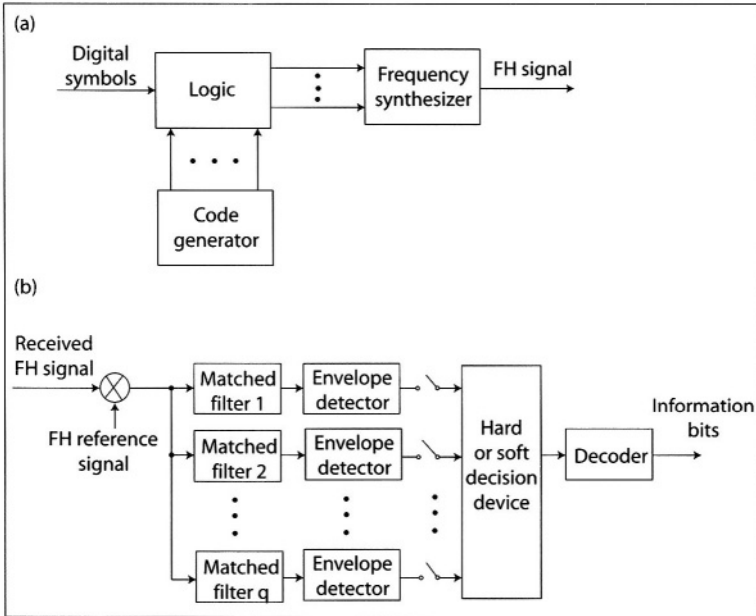 (a)
Digital
symbols
Logic
Frequency
synthesizer
FH signal
Code
generator
(b)
Received
FH signal
FH reference
signal
Matched
filter 1
Envelope
detector
Matched
filter 2
Envelope
detector
Matched
filter q
Envelope
detector
Hard
or soft
decision
device
Decoder
Information
bits